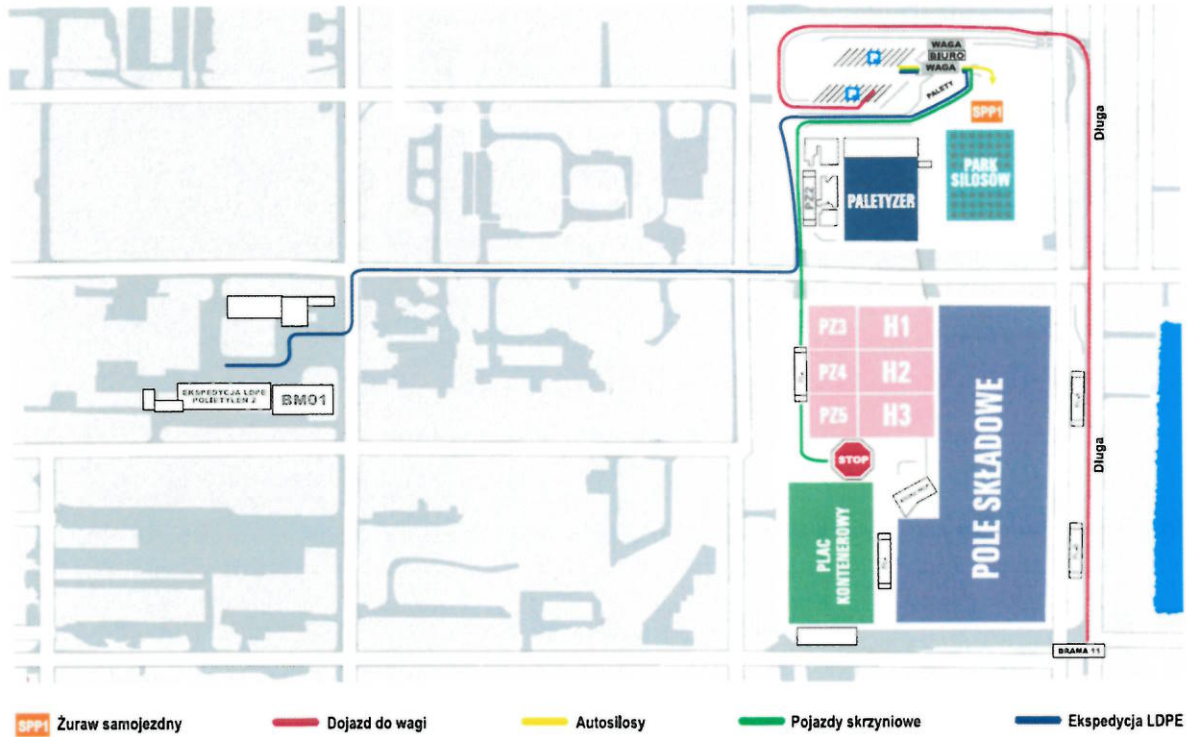 WAGA
BIURO
WAGA
P
P
PALETY
SPP1
Długa
PARK
SILOSÓW
PZ2
PALETYZER
PZ3
H1
PZ4
H2
PZ5
H3
EKSPEDYCJA LDPE
POLIETYLEN 2
BM01
POLE SKŁADOWE
Długa
STOP
PLAC
KONTENEROWY
BRAMA 11
SPP1 Żuraw samojezdny
Dojazd do wagi
Autosilosy
Pojazdy skrzyniowe
Ekspedycja LDPE